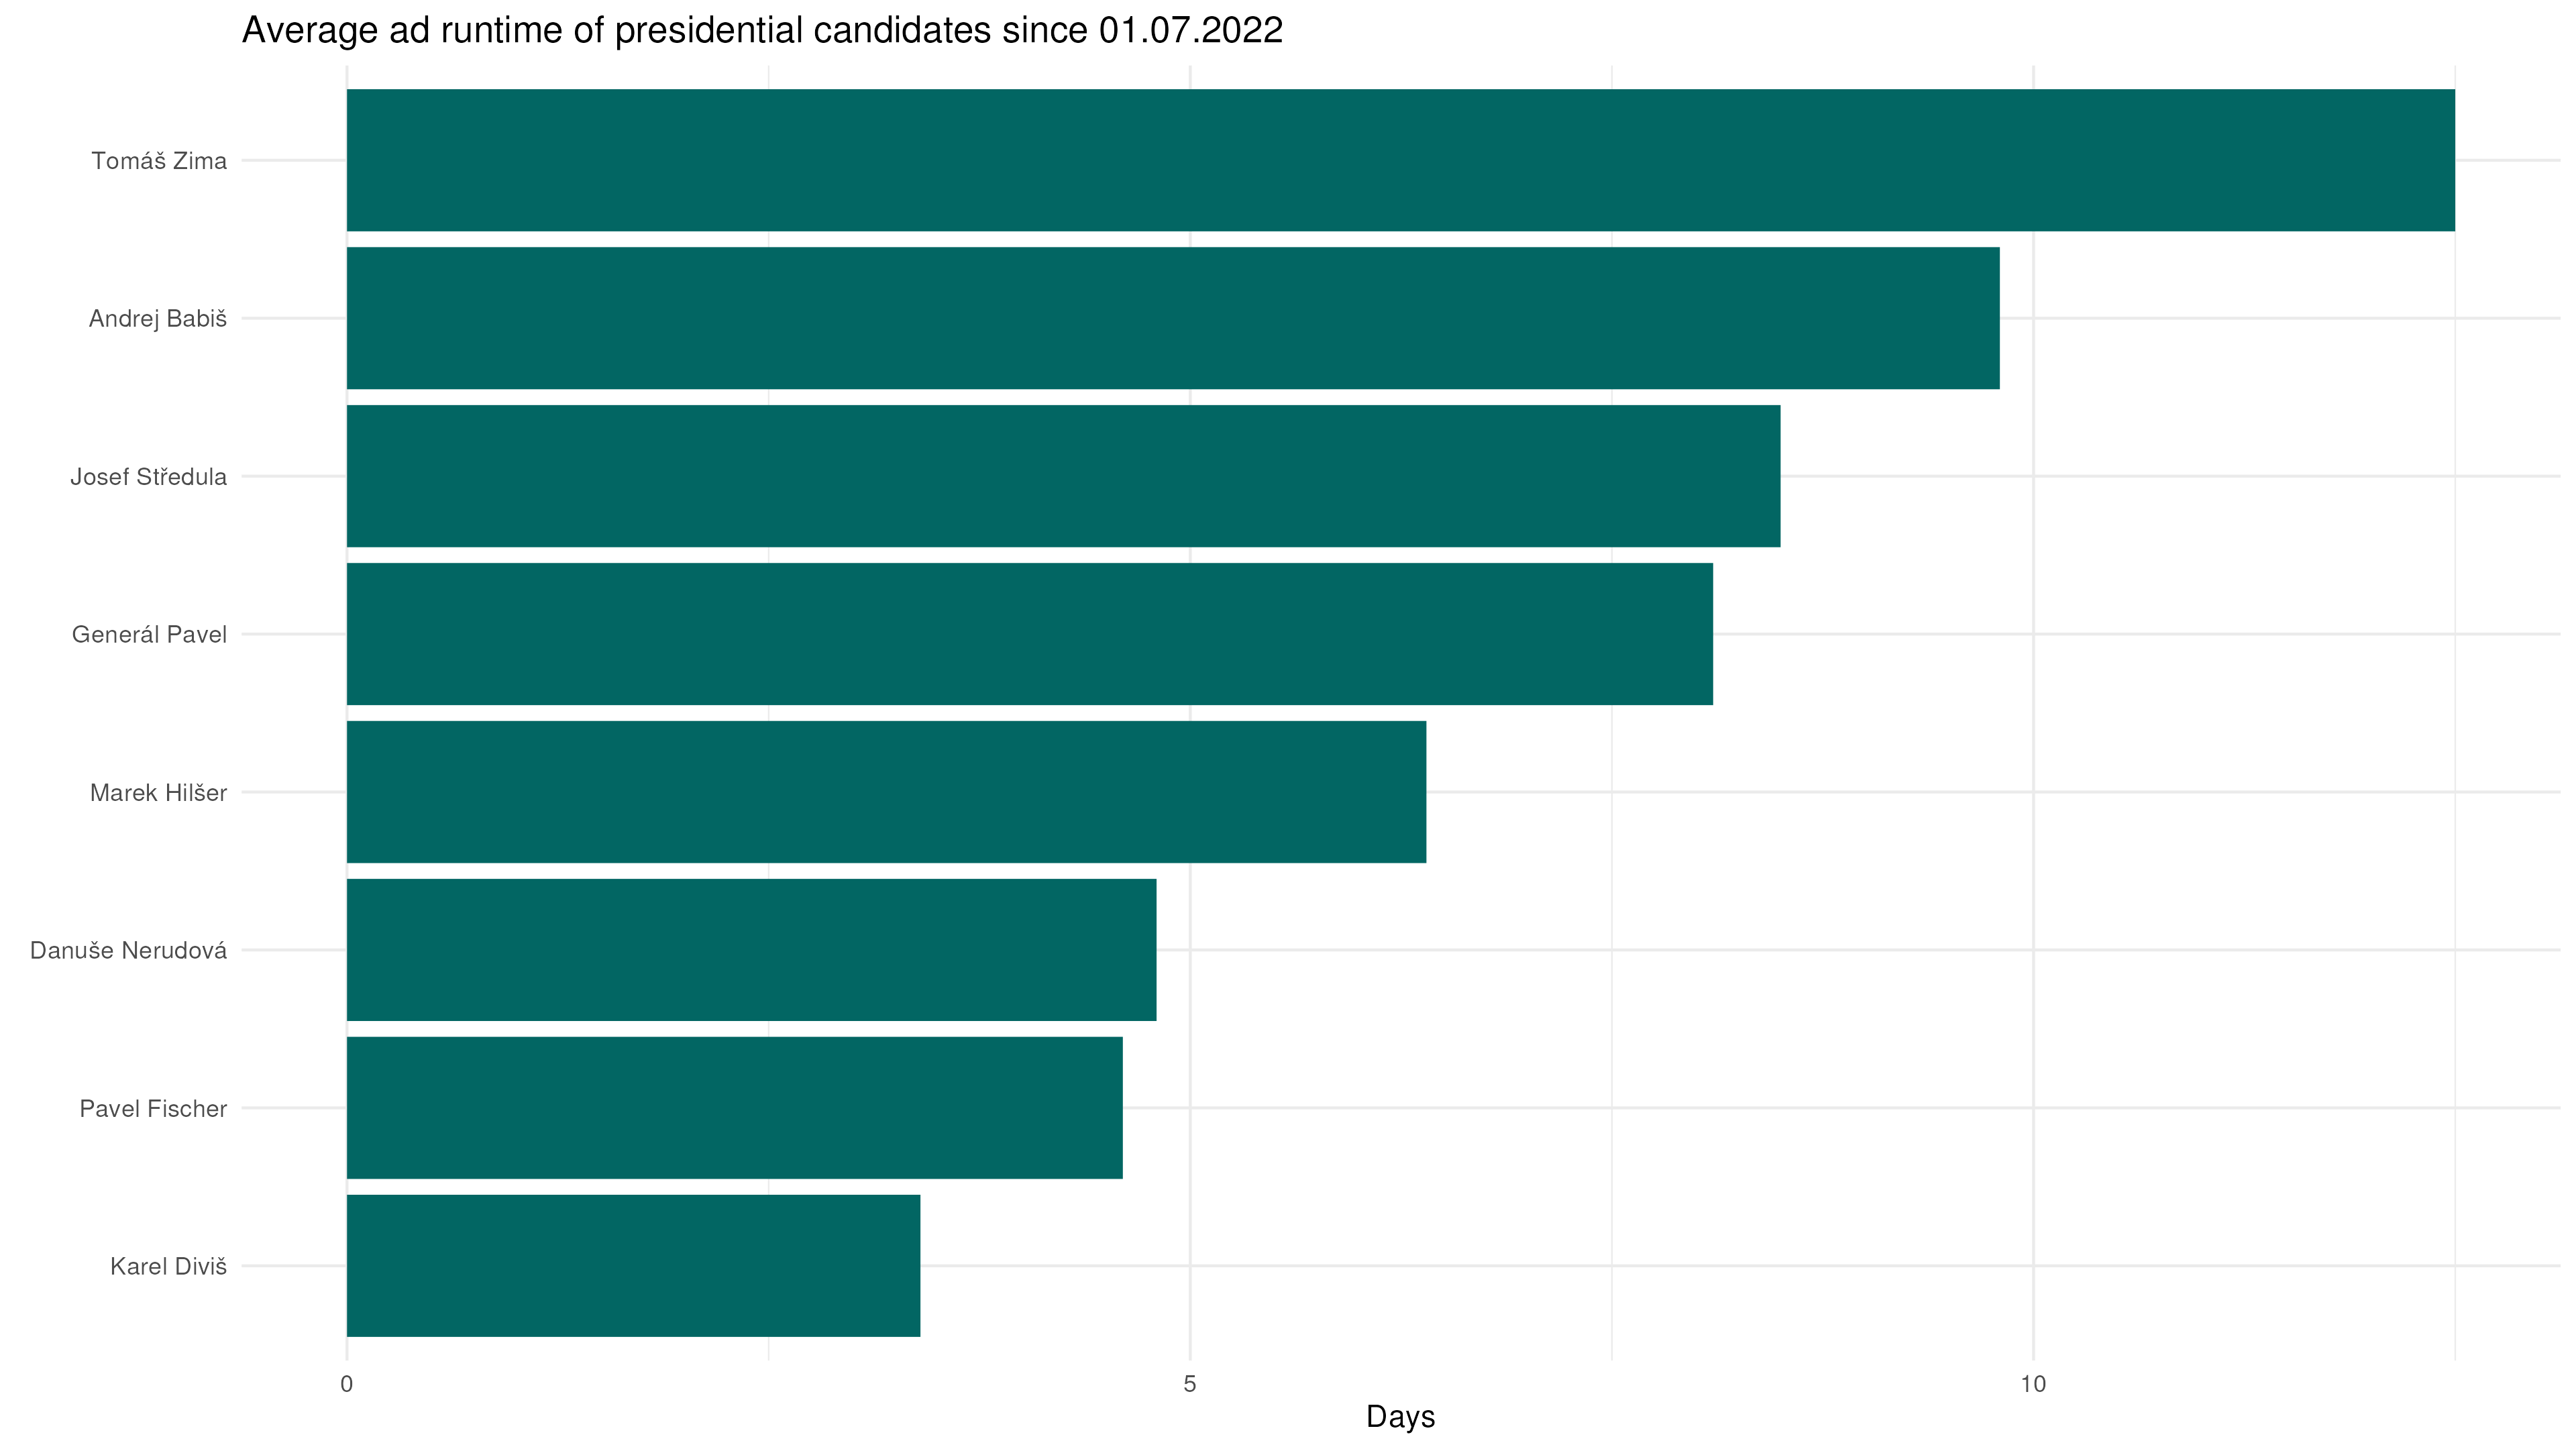 Average ad runtime of presidential candidates since 01.07.2022
Tomáš Zima
Andrej Babiš
Josef Středula
Generál Pavel
Marek Hilšer
Danuše Nerudová
Pavel Fischer
Karel Diviš
0 5 10
Days